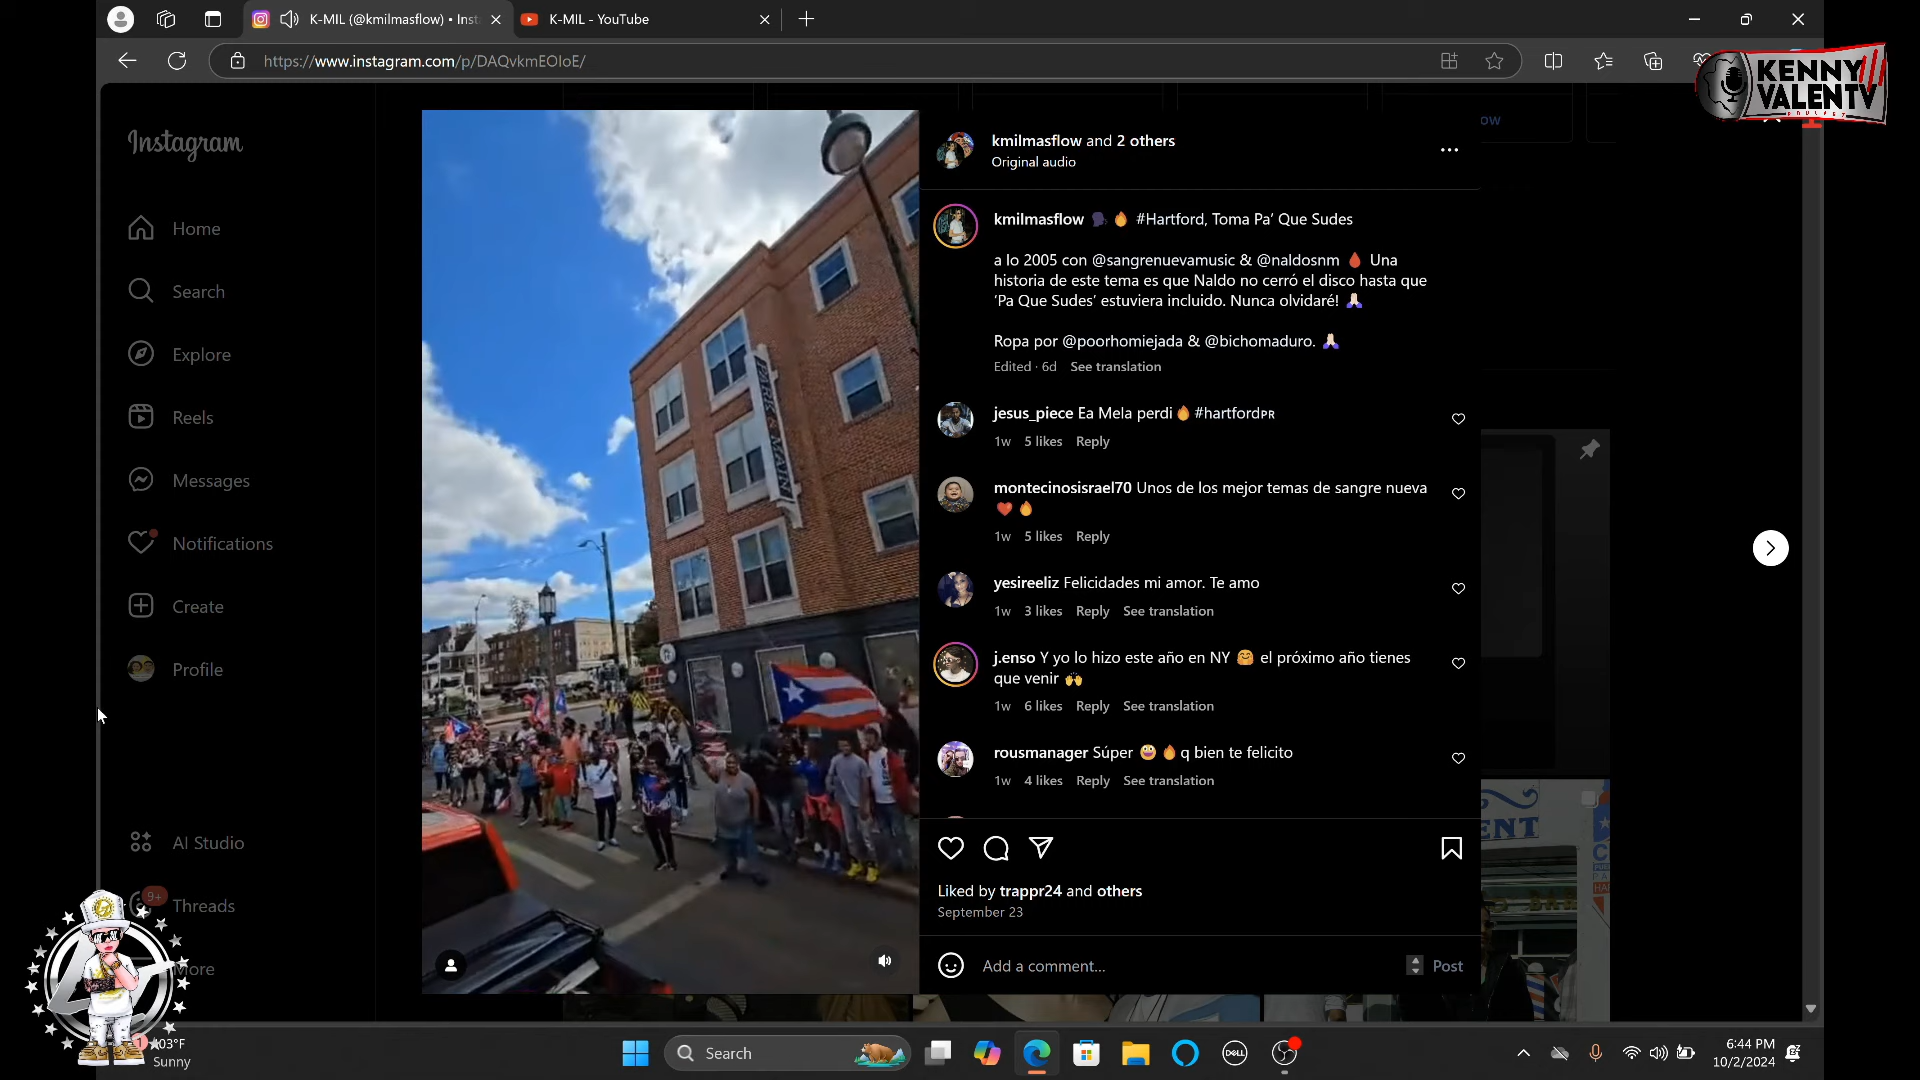 K-MIL (@kmilmasflow) • Inst
K-MIL - YouTube
https://www.instagram.com/p/DAQvkmEOIoE/
KENNY
VALENTV
Instagram
Home
Search
Explore
Reels
Messages
Notifications
Create
Profile
AI Studio
9+
Threads
More
PARK & MAIN
kmilmasflow and 2 others
Original audio
kmilmasflow 🗣️🔥 #Hartford, Toma Pa’ Que Sudes
a lo 2005 con @sangrenuevamusic & @naldosnm 🩸 Una
historia de este tema es que Naldo no cerró el disco hasta que
‘Pa Que Sudes’ estuviera incluido. Nunca olvidaré! 🙏🏻
Ropa por @poorhomiejada & @bichomaduro. 🙏🏻
Edited · 6d See translation
jesus_piece Ea Mela perdi🔥#hartfordPR
1w 5 likes Reply
montecinosisrael70 Unos de los mejor temas de sangre nueva
❤️🔥
1w 5 likes Reply
yesireeliz Felicidades mi amor. Te amo
1w 3 likes Reply See translation
j.enso Y yo lo hizo este año en NY 🤗 el próximo año tienes
que venir 🙌
1w 6 likes Reply See translation
rousmanager Súper 😀🔥q bien te felicito
1w 4 likes Reply See translation
Liked by trappr24 and others
September 23
Add a comment...
Post
ow
ENT
103°F
Sunny
Search
DELL
6:44 PM
10/2/2024